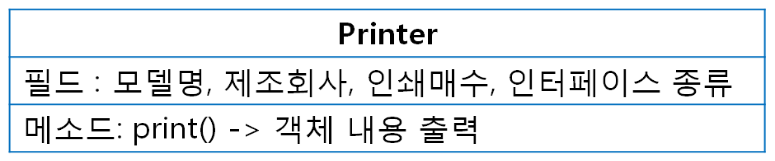 Printer
필드 : 모델명, 제조회사, 인쇄매수, 인터페이스 종류
메소드: print() -> 객체 내용 출력